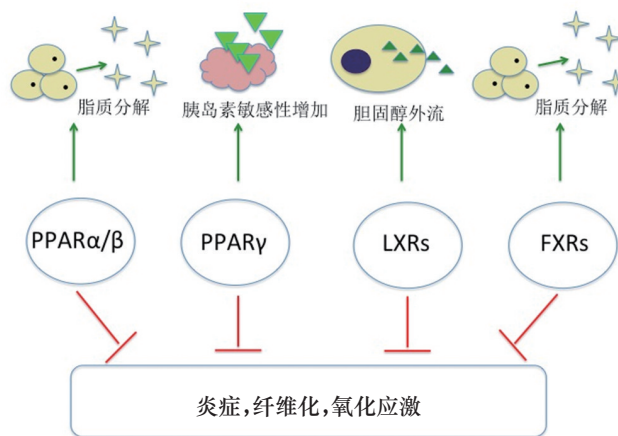 脂质分解
胰岛素敏感性增加
胆固醇外流
脂质分解
PPARα/β
PPARγ
LXRs
FXRs
炎症,纤维化,氧化应激